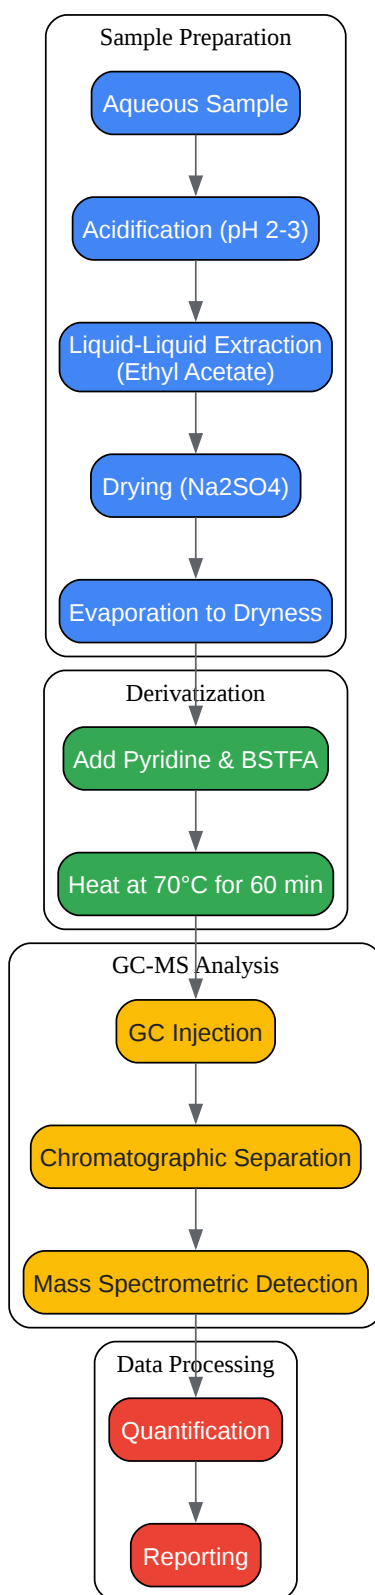 Sample Preparation
Aqueous Sample
Acidification (pH 2-3)
Liquid-Liquid Extraction
(Ethyl Acetate)
Drying (Na2SO4)
Evaporation to Dryness
Derivatization
Add Pyridine & BSTFA
Heat at 70°C for 60 min
GC-MS Analysis
GC Injection
Chromatographic Separation
Mass Spectrometric Detection
Data Processing
Quantification
Reporting